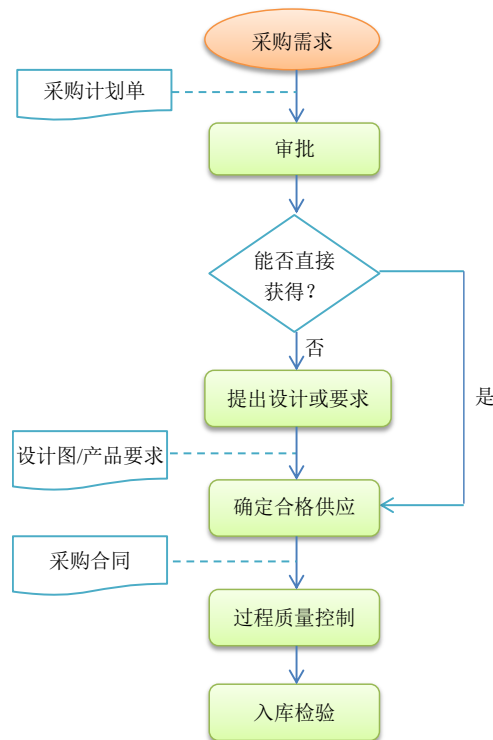 采购需求
采购计划单
审批
能否直接
获得？
否
提出设计或要求
是
设计图/产品要求
确定合格供应
采购合同
过程质量控制
入库检验